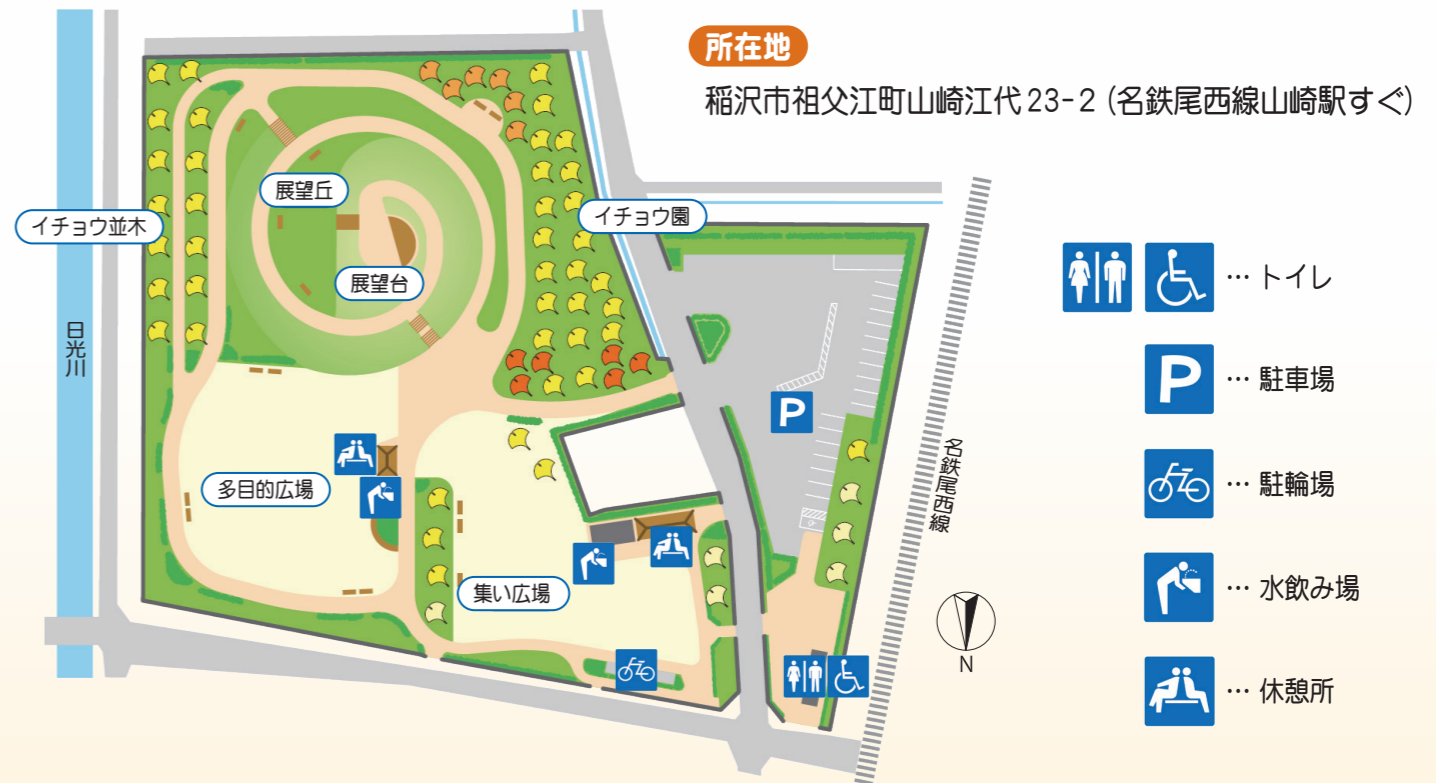 所在地
稲沢市祖父江町山崎江代23-2(名鉄尾西線山崎駅すぐ)
展望丘
イチョウ並木
イチョウ園
展望台
日光川
多目的広場
集い広場
P
名鉄尾西線
N
…トイレ
P …駐車場
…駐輪場
…水飲み場
…休憩所